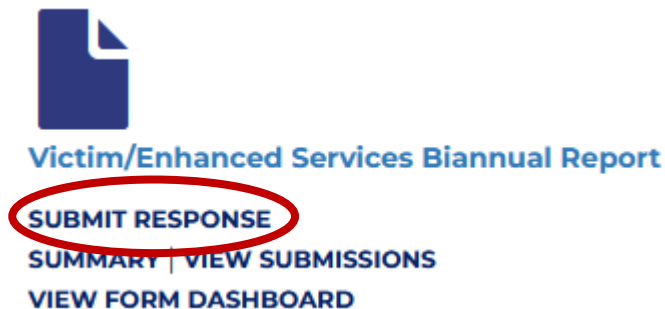 Victim/Enhanced Services Biannual Report
SUBMIT RESPONSE
SUMMARY | VIEW SUBMISSIONS
VIEW FORM DASHBOARD